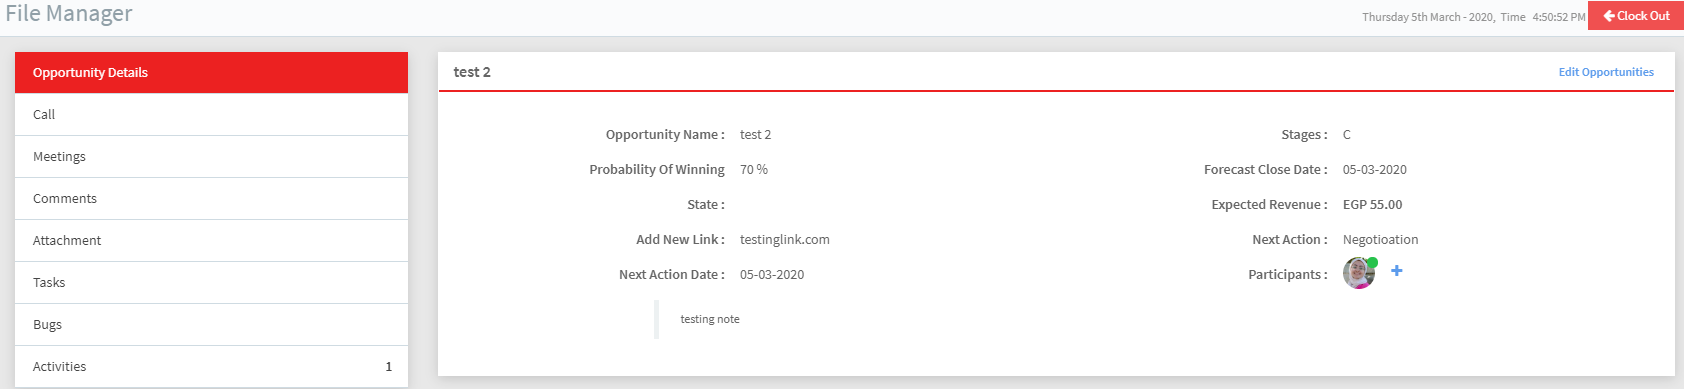 File Manager
Thursday 5th March - 2020, Time 4:50:52 PM
Clock Out
Opportunity Details
Call
Meetings
Comments
Attachment
Tasks
Bugs
Activities 1
test 2
Edit Opportunities
Opportunity Name : test 2
Stages : C
Probability Of Winning 70 %
Forecast Close Date : 05-03-2020
State :
Expected Revenue : EGP 55.00
Add New Link : testinglink.com
Next Action : Negotioation
Next Action Date : 05-03-2020
Participants :
testing note